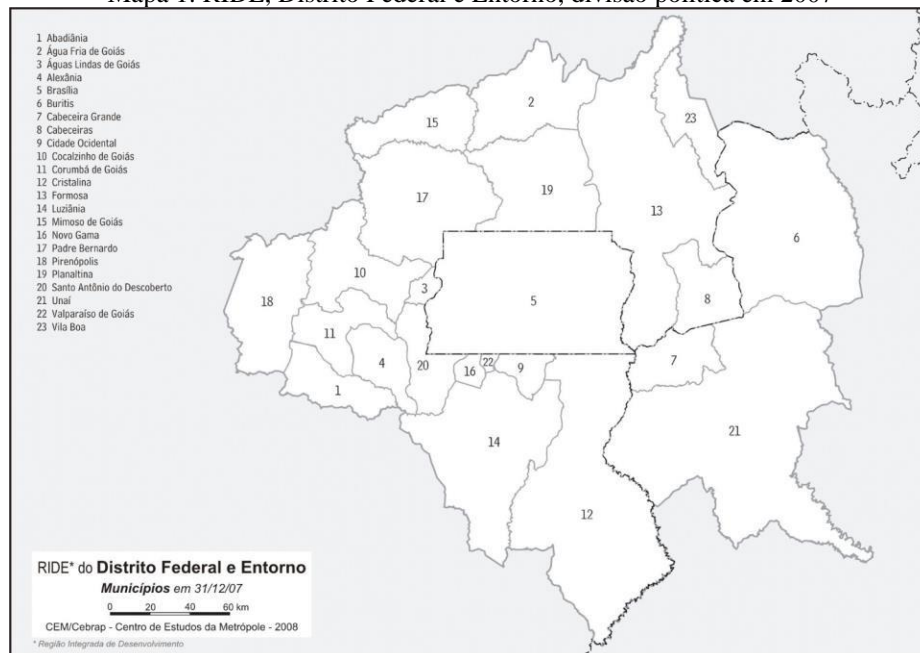 Mapa 1: RIDE, Distrito Federal e Entorno, divisão política em 2007
1 Abadiânia
2 Água Fria de Goiás
3 Águas Lindas de Goiás
4 Alexânia
5 Brasília
6 Buritis
7 Cabeceira Grande
8 Cabeceiras
9 Cidade Ocidental
10 Cocalzinho de Goiás
11 Corumbá de Goiás
12 Cristalina
13 Formosa
14 Luziânia
15 Mimoso de Goiás
16 Novo Gama
17 Padre Bernardo
18 Pirenópolis
19 Planaltina
20 Santo Antônio do Descoberto
21 Unaí
22 Valparaíso de Goiás
23 Vila Boa
2
15
23
17
19
13
6
10
3
5
8
18
11
4
20
16
22
9
7
1
14
21
12
RIDE* do Distrito Federal e Entorno
Municípios em 31/12/07
0 20 40 60 km
CEM/Cebrap - Centro de Estudos da Metrópole - 2008
* Região Integrada de Desenvolvimento